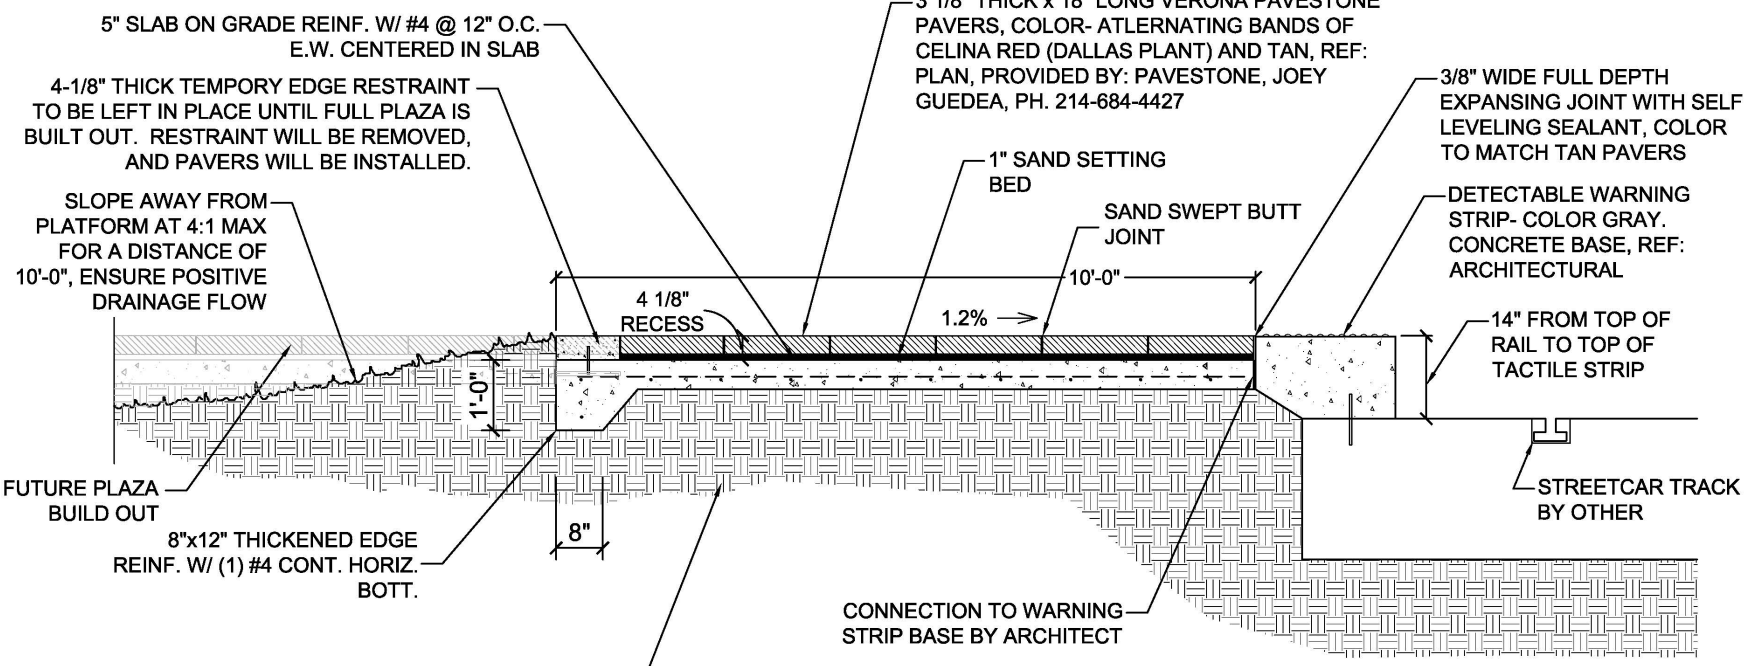 5" SLAB ON GRADE REINF. W/ #4 @ 12" O.C.
E.W. CENTERED IN SLAB
4-1/8" THICK TEMPORY EDGE RESTRAINT
TO BE LEFT IN PLACE UNTIL FULL PLAZA IS
BUILT OUT. RESTRAINT WILL BE REMOVED,
AND PAVERS WILL BE INSTALLED.
SLOPE AWAY FROM
PLATFORM AT 4:1 MAX
FOR A DISTANCE OF
10'-0", ENSURE POSITIVE
DRAINAGE FLOW
3 1/8" THICK x 18" LONG VERONA PAVESTONE
PAVERS, COLOR- ATLERNATING BANDS OF
CELINA RED (DALLAS PLANT) AND TAN, REF:
PLAN, PROVIDED BY: PAVESTONE, JOEY
GUEDEA, PH. 214-684-4427
1" SAND SETTING
BED
SAND SWEPT BUTT
JOINT
3/8" WIDE FULL DEPTH
EXPANSING JOINT WITH SELF
LEVELING SEALANT, COLOR
TO MATCH TAN PAVERS
DETECTABLE WARNING
STRIP- COLOR GRAY.
CONCRETE BASE, REF:
ARCHITECTURAL
14" FROM TOP OF
RAIL TO TOP OF
TACTILE STRIP
10'-0"
4 1/8"
RECESS
1.2%
1'-0"
8"
FUTURE PLAZA
BUILD OUT
8"x12" THICKENED EDGE
REINF. W/ (1) #4 CONT. HORIZ.
BOTT.
CONNECTION TO WARNING
STRIP BASE BY ARCHITECT
STREETCAR TRACK
BY OTHER